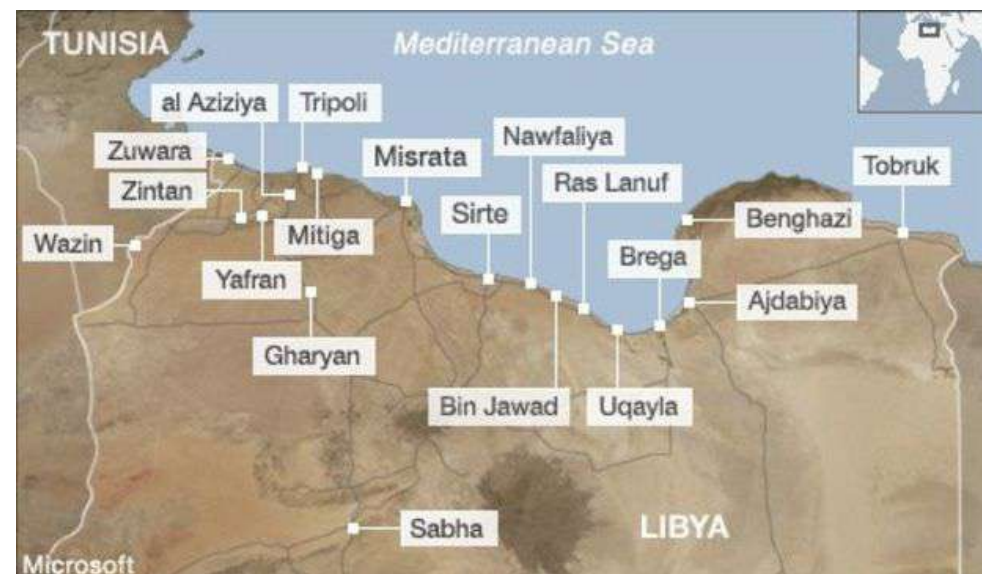 TUNISIA
Mediterranean Sea
al Aziziya
Tripoli
Zuwara
Misrata
Nawfaliya
Zintan
Ras Lanuf
Tobruk
Sirte
Benghazi
Wazin
Mitiga
Brega
Yafran
Ajdabiya
Gharyan
Bin Jawad
Uqayla
Sabha
LIBYA
Microsoft